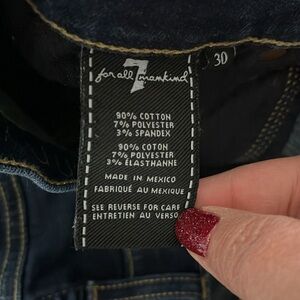 7
for all mankind
30
90% COTTON
7% POLYESTER
3% SPANDEX
90% COTON
7% POLYESTER
3% ÉLASTHANNE
MADE IN MEXICO
FABRIQUÉ AU MEXIQUE
SEE REVERSE FOR CARE
ENTRETIEN AU VERSO